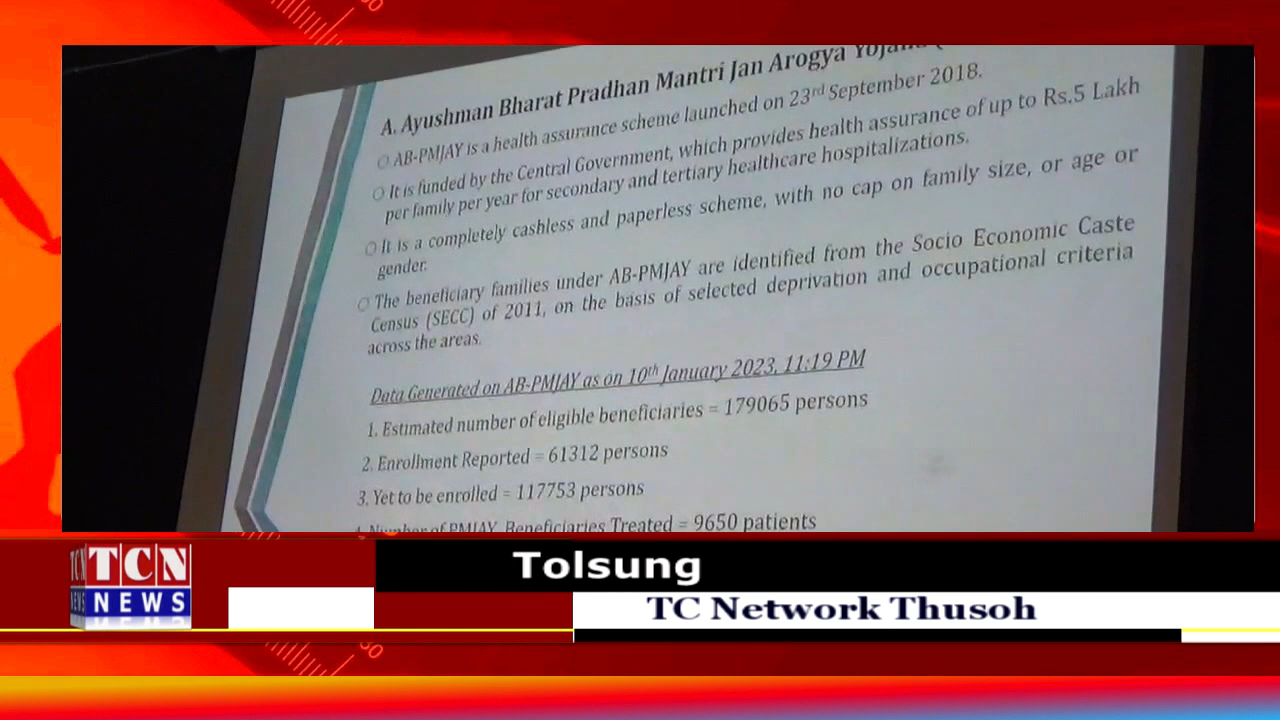 A. Ayushman Bharat Pradhan Mantri Jan Arogya Yojana (
AB-PMJAY is a health assurance scheme launched on 23rd September 2018.
It is funded by the Central Government, which provides health assurance of up to Rs.5 Lakh
per family per year for secondary and tertiary healthcare hospitalizations.
It is a completely cashless and paperless scheme, with no cap on family size, or age or
gender.
The beneficiary families under AB-PMJAY are identified from the Socio Economic Caste
Census (SECC) of 2011, on the basis of selected deprivation and occupational criteria
across the areas.
Data Generated on AB-PMJAY as on 10th January 2023, 11:19 PM
1. Estimated number of eligible beneficiaries = 179065 persons
2. Enrollment Reported = 61312 persons
3. Yet to be enrolled = 117753 persons
4. Number of PMJAY Beneficiaries Treated = 9650 patients
TCN
NEWS
Tolsung
TC Network Thusoh